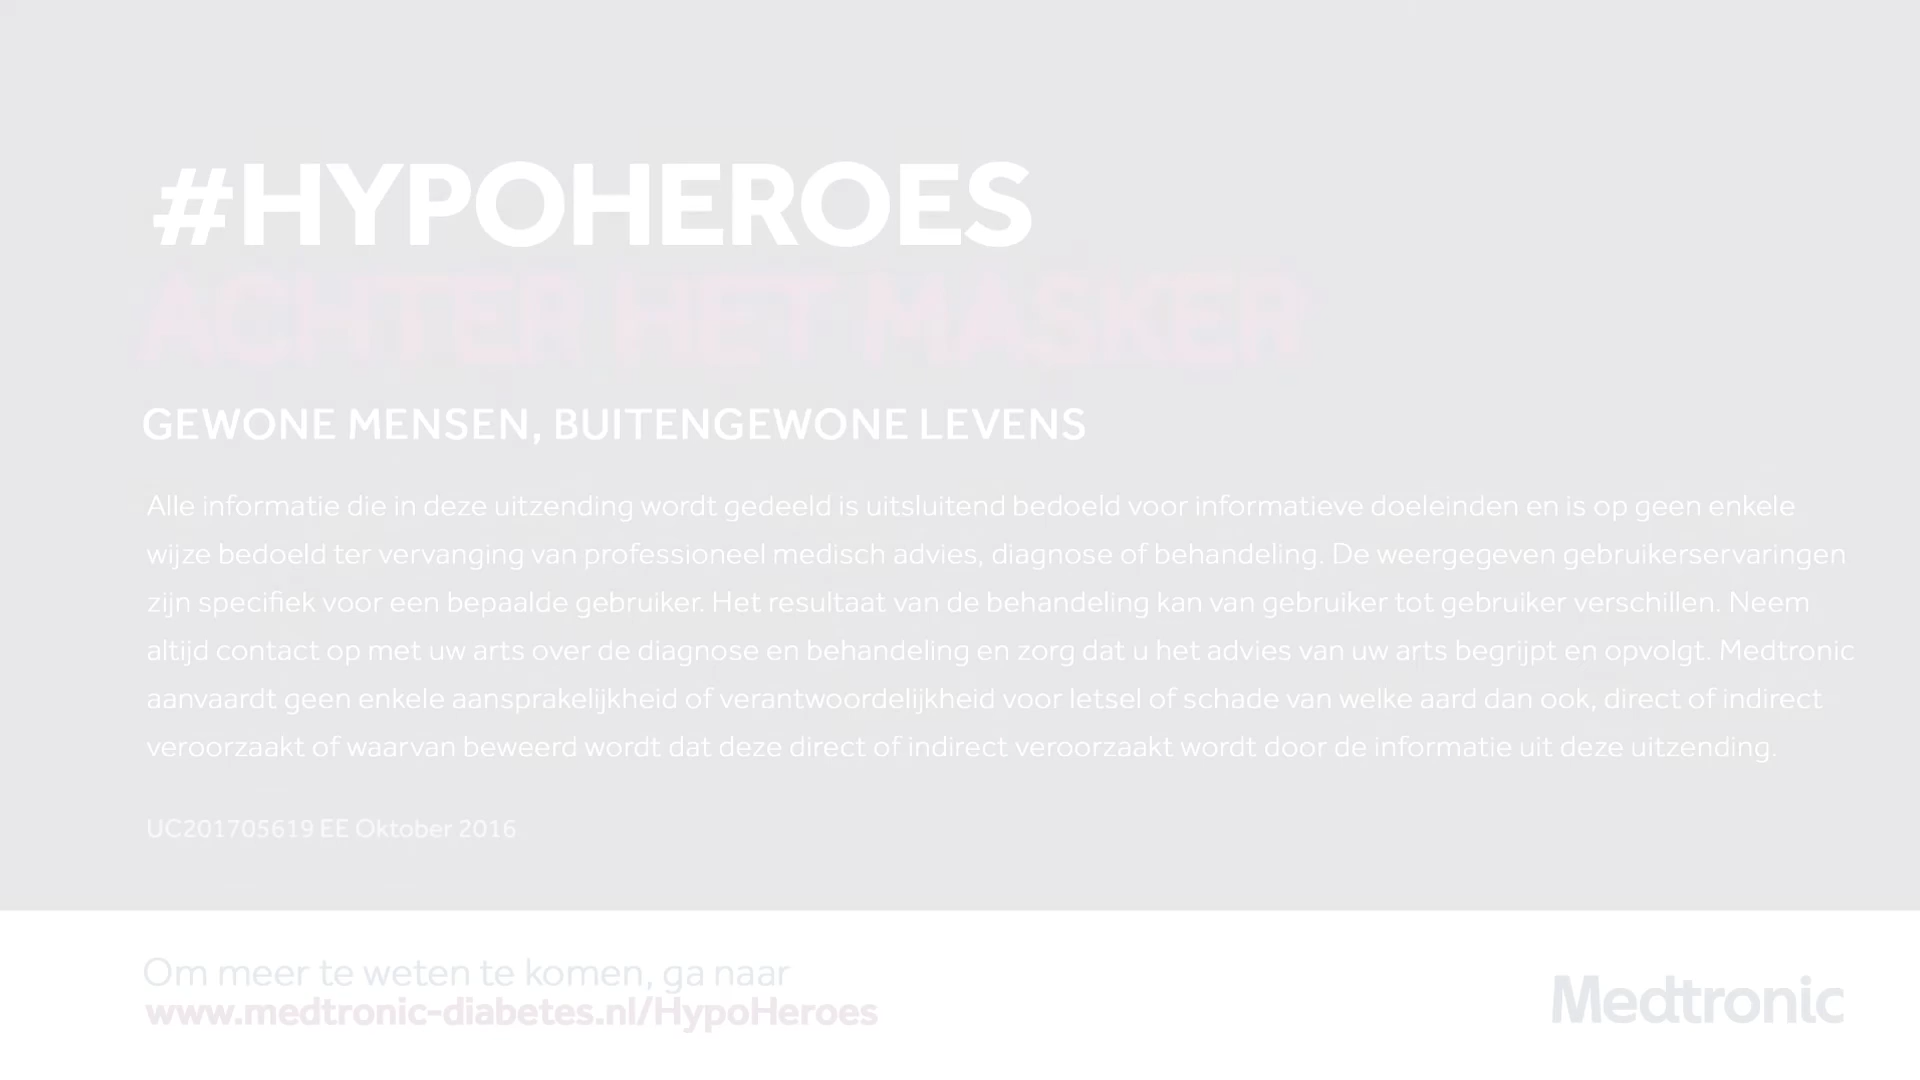 #HYPOHEROES
ACHTER HET MASKER
GEWONE MENSEN, BUITENGEWONE LEVENS
Alle informatie die in deze uitzending wordt gedeeld is uitsluitend bedoeld voor informatieve doeleinden en is op geen enkele
wijze bedoeld ter vervanging van professioneel medisch advies, diagnose of behandeling. De weergegeven gebruikerservaringen
zijn specifiek voor een bepaalde gebruiker. Het resultaat van de behandeling kan van gebruiker tot gebruiker verschillen. Neem
altijd contact op met uw arts over de diagnose en behandeling en zorg dat u het advies van uw arts begrijpt en opvolgt. Medtronic
aanvaardt geen enkele aansprakelijkheid of verantwoordelijkheid voor letsel of schade van welke aard dan ook, direct of indirect
veroorzaakt of waarvan beweerd wordt dat deze direct of indirect veroorzaakt wordt door de informatie uit deze uitzending.
UC201705619 EE Oktober 2016
Om meer te weten te komen, ga naar
www.medtronic-diabetes.nl/HypoHeroes
Medtronic